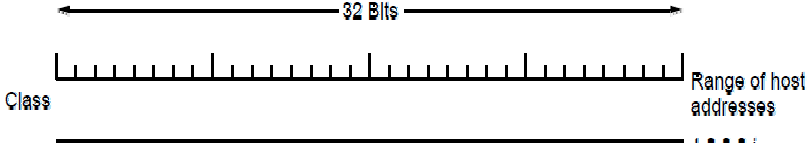 32 Bits
Class
Range of host
addresses